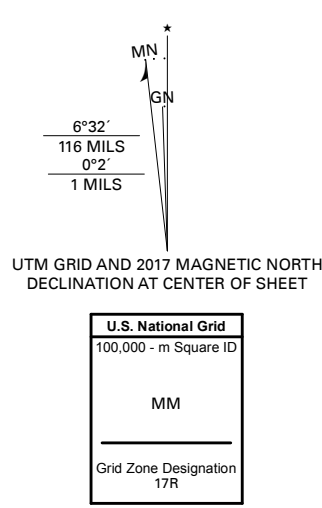 ★
MN
GN
6°32´
116 MILS
0°2´
1 MILS
UTM GRID AND 2017 MAGNETIC NORTH
DECLINATION AT CENTER OF SHEET
U.S. National Grid
100,000 - m Square ID
MM
Grid Zone Designation
17R